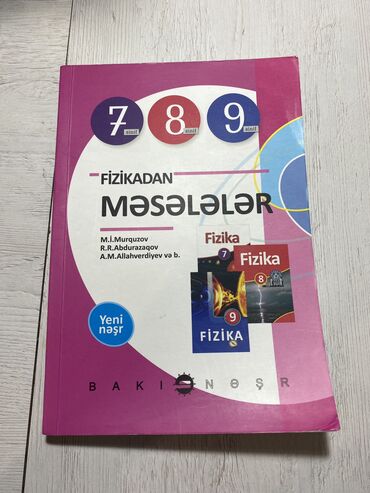 7 sinif 8 sinif 9 sinif
FİZİKADAN
MƏSƏLƏLƏR
M.İ.Murquzov
R.R.Abdurazaqov
A.M.Allahverdiyev və b.
Fizika
7
Fizika
8
9
FİZİKA
Yeni
nəşr
BAKI NƏŞR